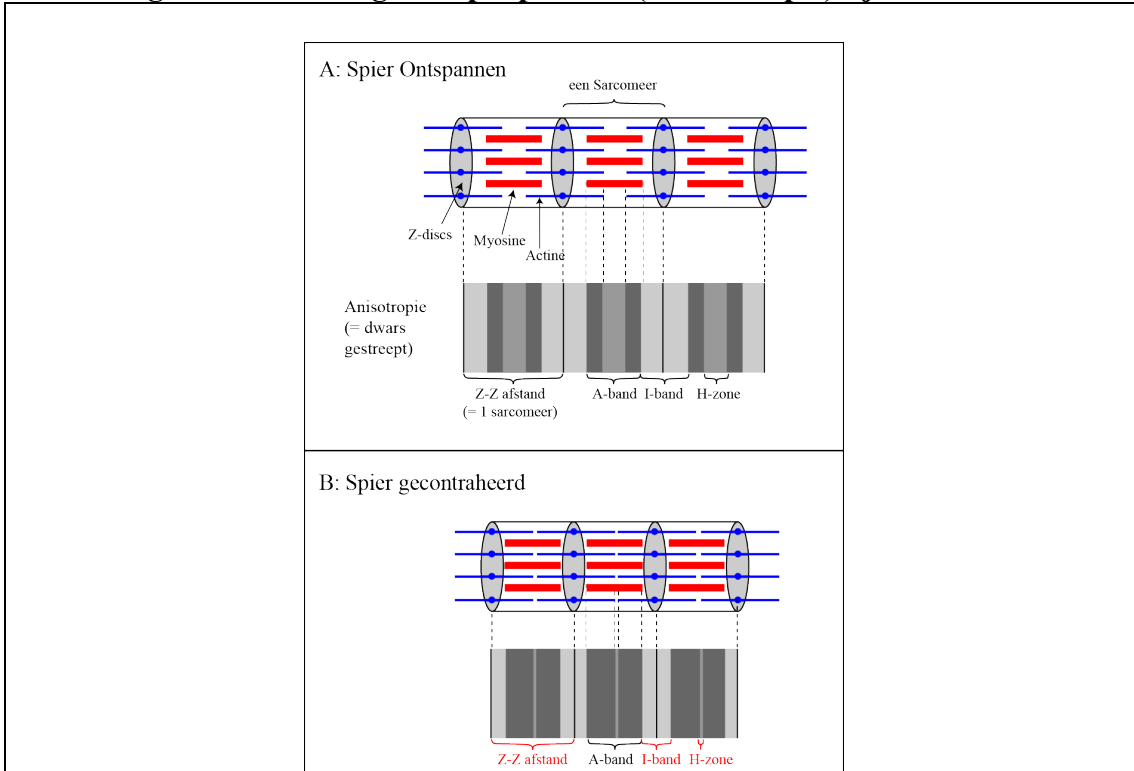 A: Spier Ontspannen
een Sarcomeer
Z-discs
Myosine
Actine
Anisotropie
(= dwars
gestreept)
Z-Z afstand
(= 1 sarcomeer)
A-band
I-band
H-zone
B: Spier gecontraheerd
Z-Z afstand
A-band
I-band
H-zone